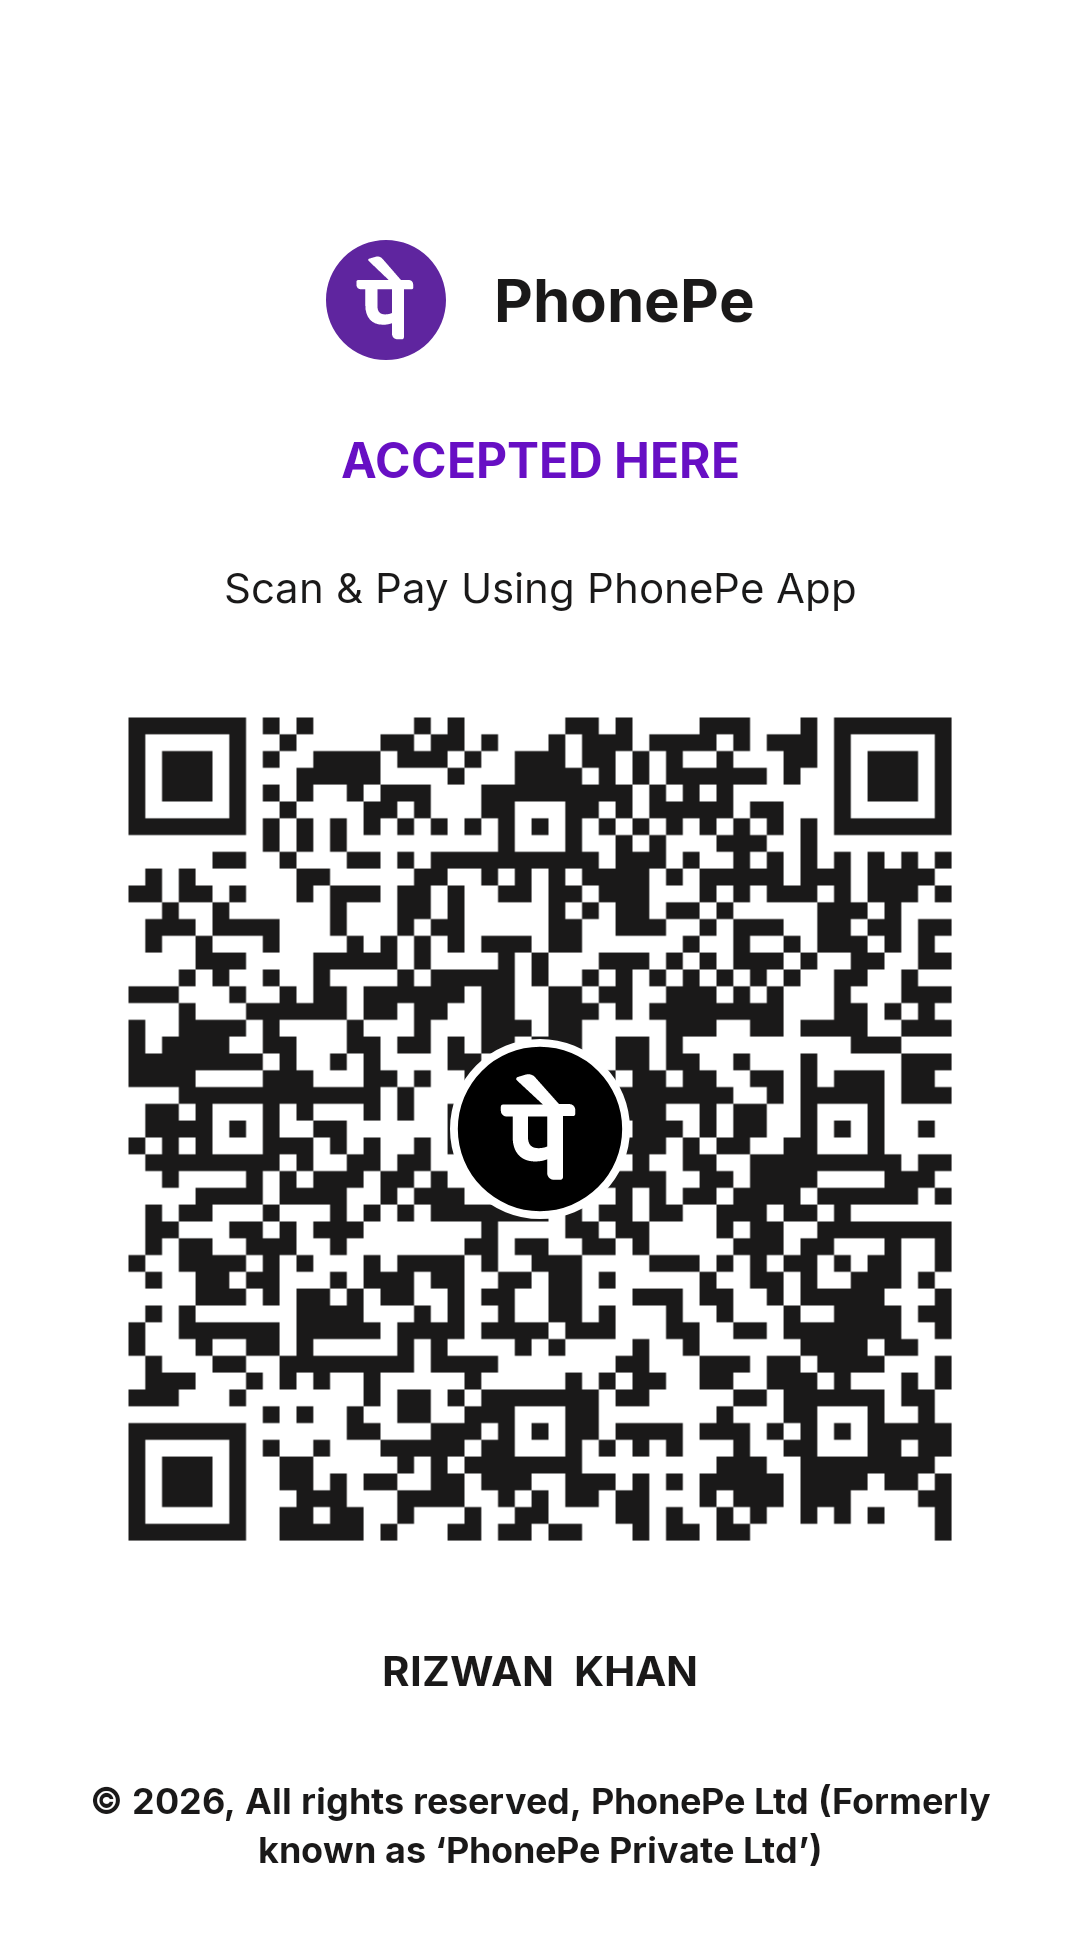 पे PhonePe
ACCEPTED HERE
Scan & Pay Using PhonePe App
पे
RIZWAN KHAN
© 2026, All rights reserved, PhonePe Ltd (Formerly
known as ‘PhonePe Private Ltd’)